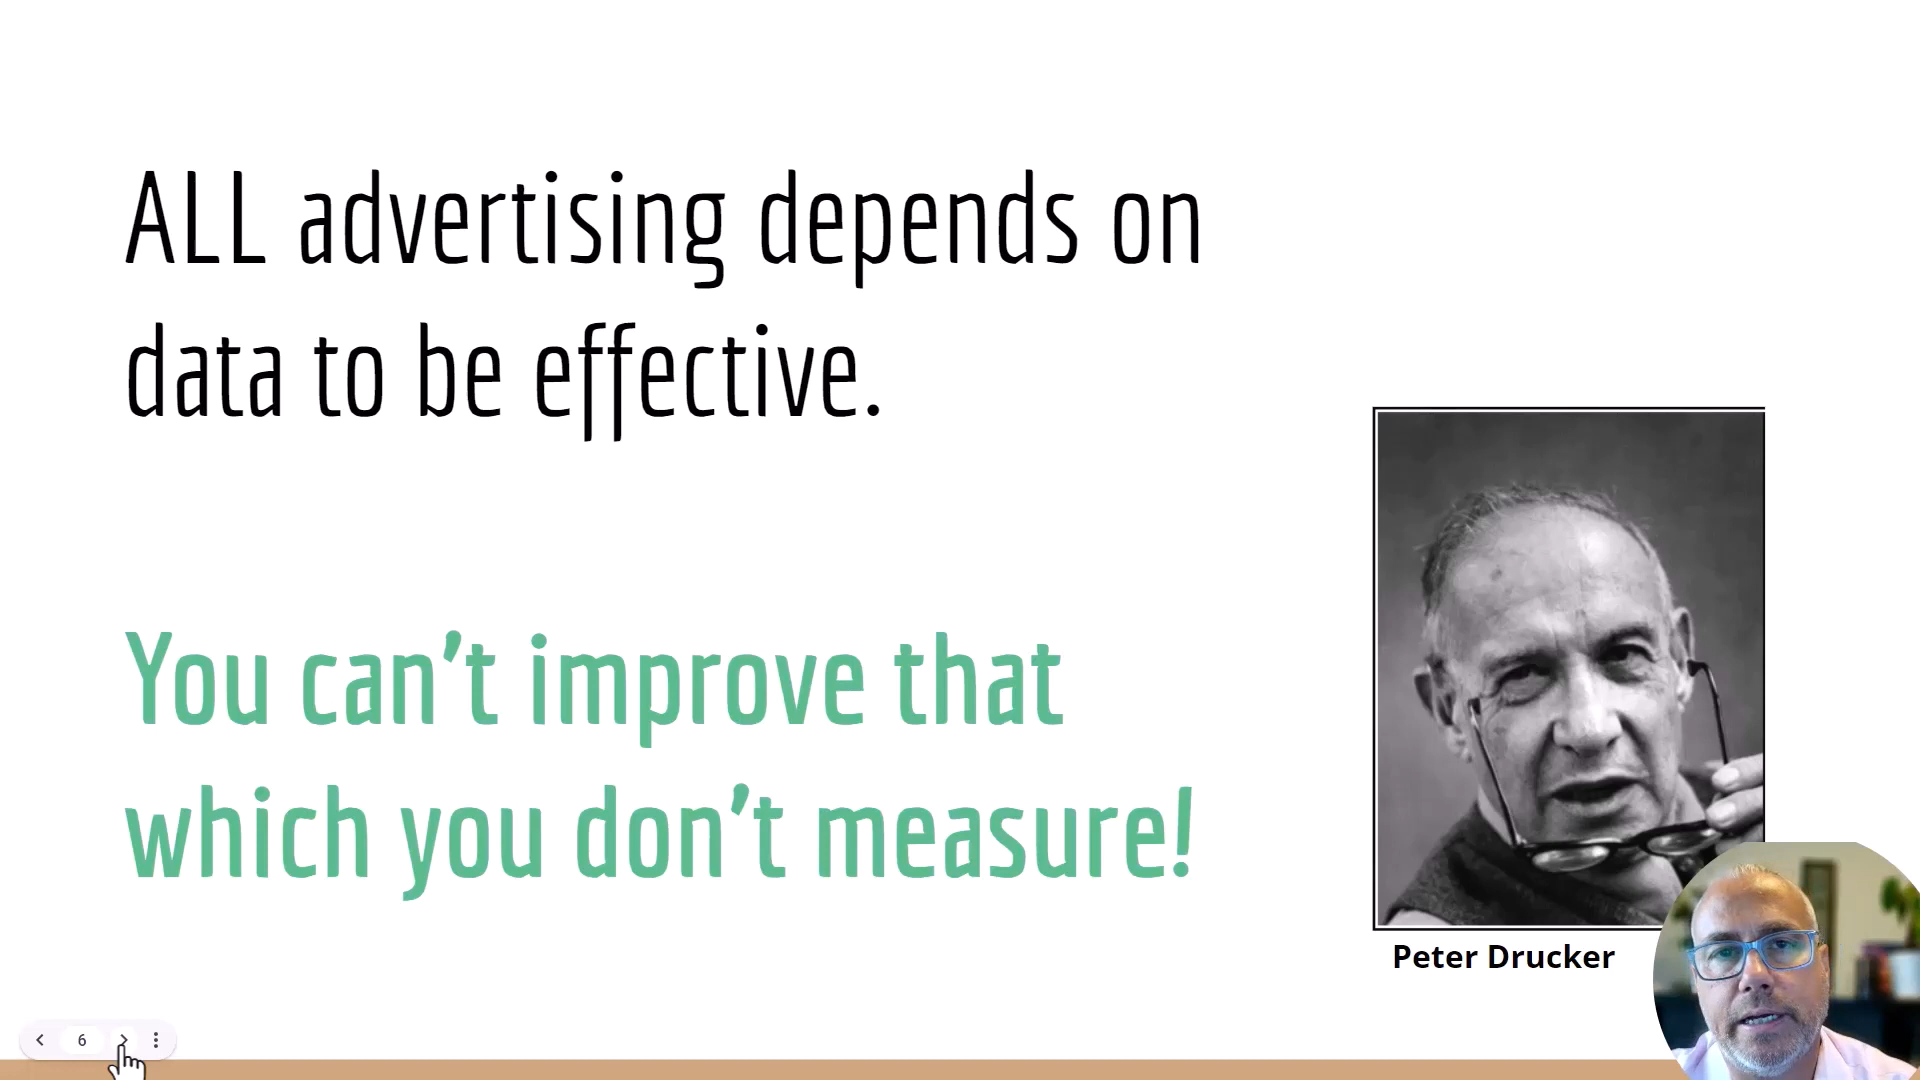 ALL advertising depends on
data to be effective.
You can’t improve that
which you don’t measure!
Peter Drucker
6